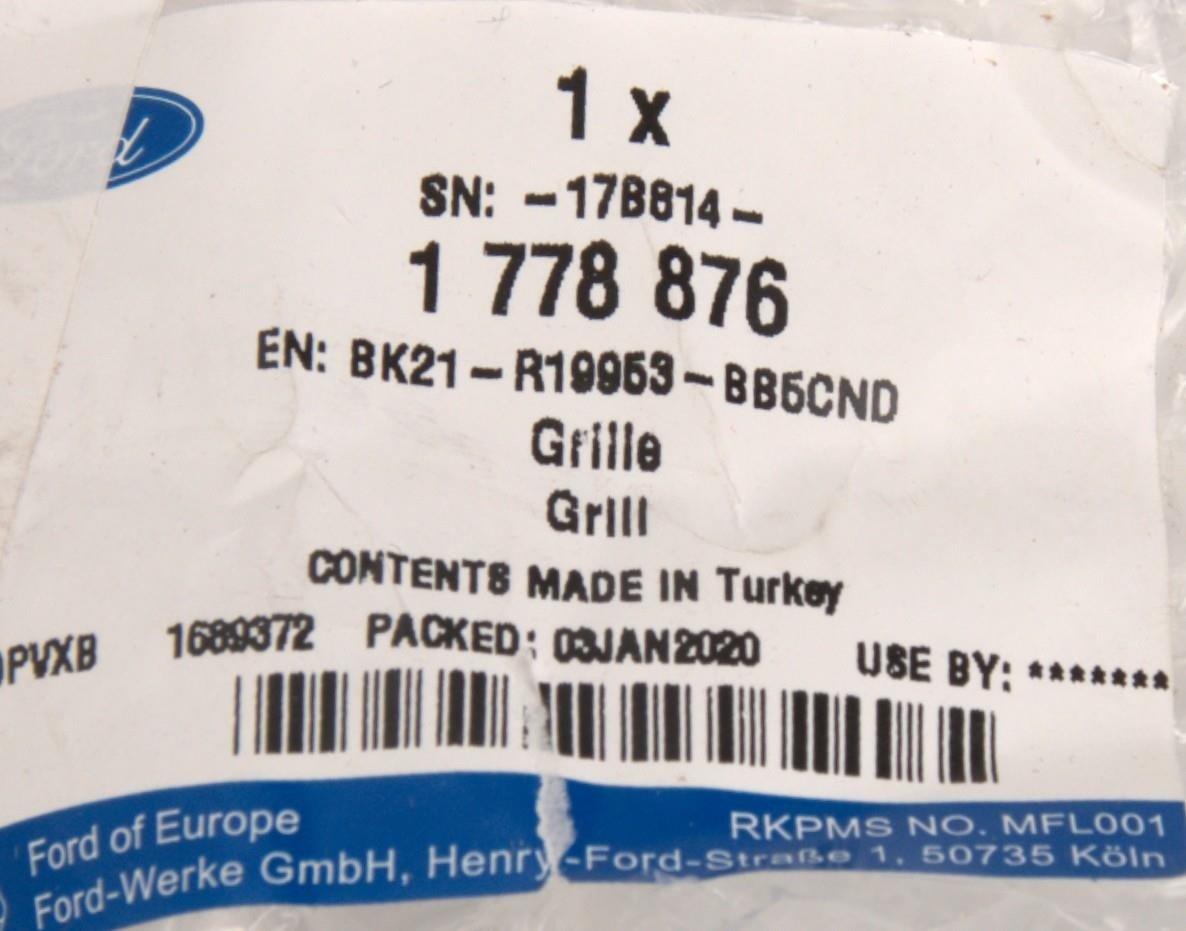 Ford
1 x
SN: -17B814-
1 778 876
EN: BK21-R19953-BB5CND
Grille
Grill
CONTENTS MADE IN Turkey
PVXB 1689372 PACKED: 03JAN2020 USE BY: *******
Ford of Europe RKPMS NO. MFL001
Ford-Werke GmbH, Henry-Ford-Straße 1, 50735 Köln